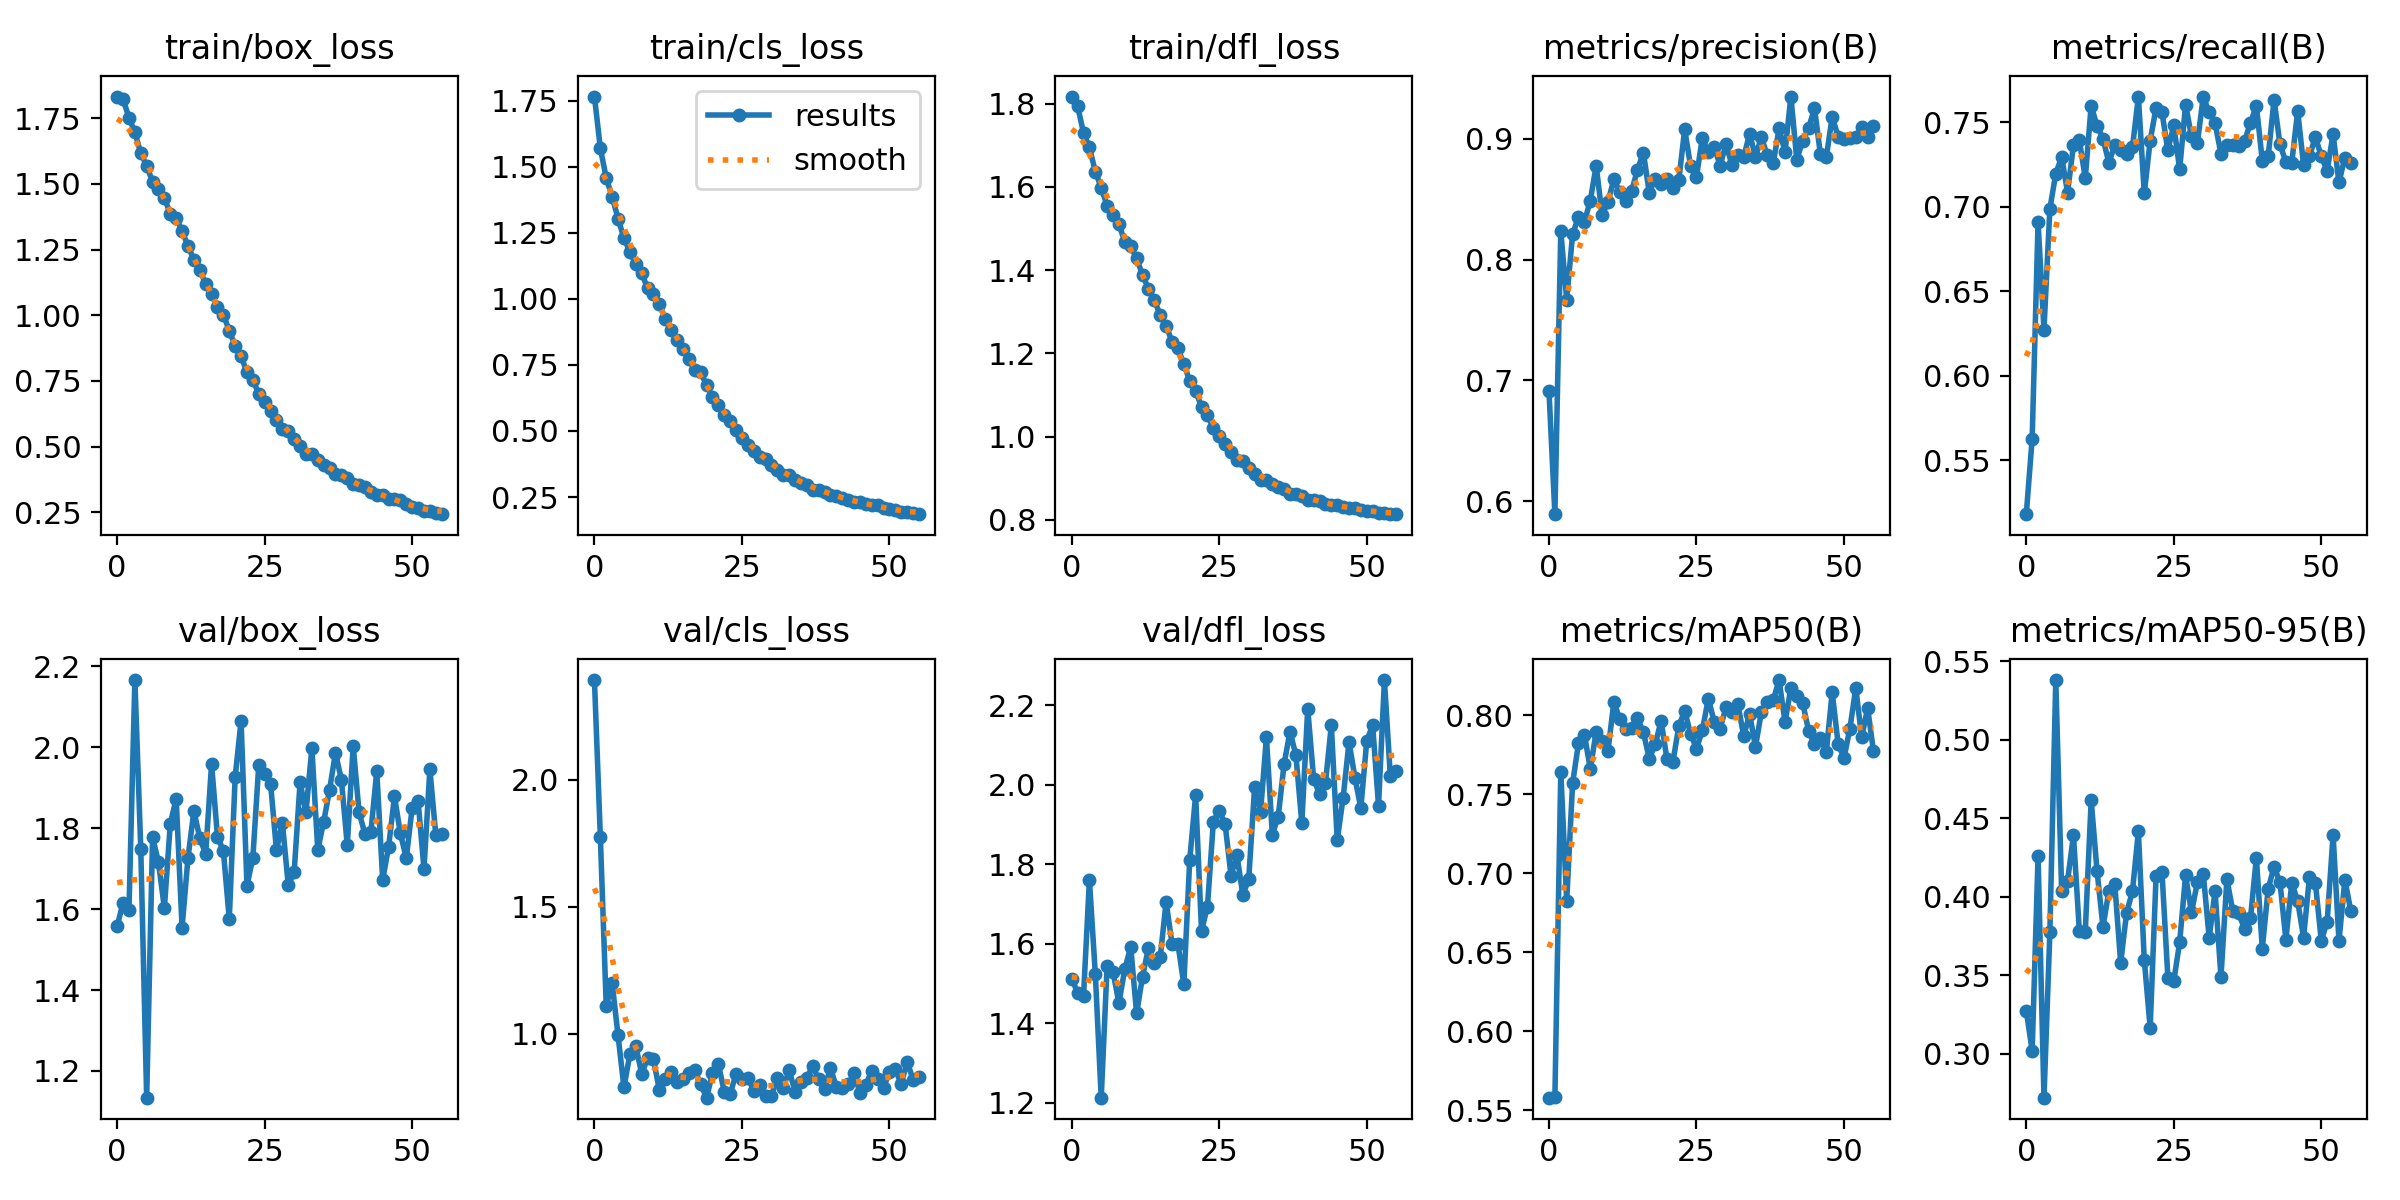 train/box_loss
1.75
1.50
1.25
1.00
0.75
0.50
0.25
0 25 50
train/cls_loss
results
smooth
1.75
1.50
1.25
1.00
0.75
0.50
0.25
0 25 50
train/dfl_loss
1.8
1.6
1.4
1.2
1.0
0.8
0 25 50
metrics/precision(B)
0.9
0.8
0.7
0.6
0 25 50
metrics/recall(B)
0.75
0.70
0.65
0.60
0.55
0 25 50
val/box_loss
2.2
2.0
1.8
1.6
1.4
1.2
0 25 50
val/cls_loss
2.0
1.5
1.0
0 25 50
val/dfl_loss
2.2
2.0
1.8
1.6
1.4
1.2
0 25 50
metrics/mAP50(B)
0.80
0.75
0.70
0.65
0.60
0.55
0 25 50
metrics/mAP50-95(B)
0.55
0.50
0.45
0.40
0.35
0.30
0 25 50